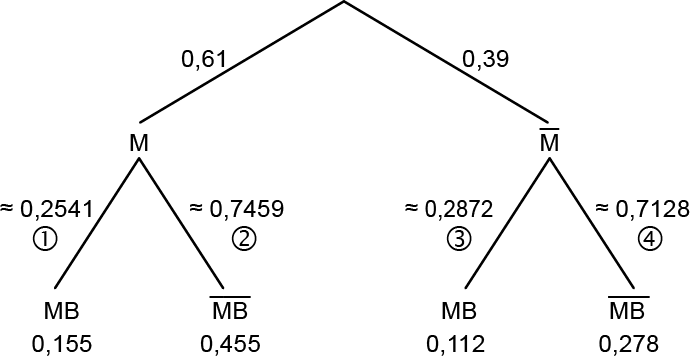 0,61 0,39
M M̅
≈ 0,2541 ≈ 0,7459 ≈ 0,2872 ≈ 0,7128
① ② ③ ④
MB M̅B̅ MB M̅B̅
0,155 0,455 0,112 0,278